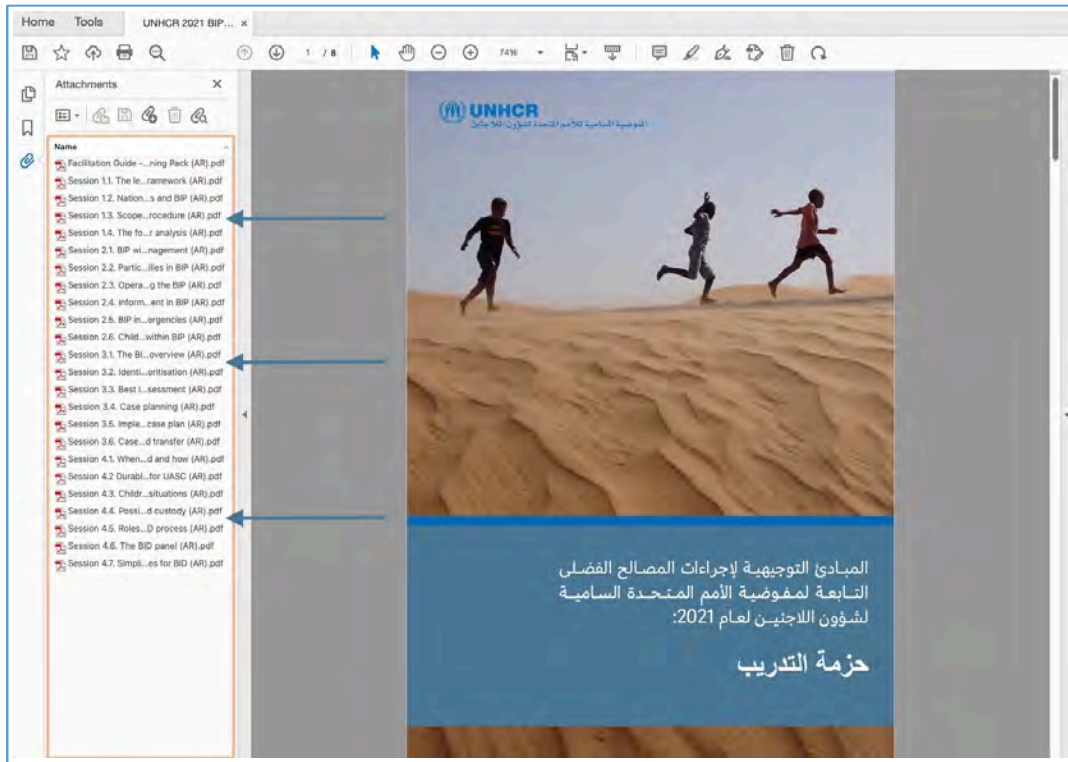 Home Tools UNHCR 2021 BIP... ×
1 / 8 74%
Attachments ×
Name
Facilitation Guide -...ning Pack (AR).pdf
Session 1.1. The le...ramework (AR).pdf
Session 1.2. Nation...s and BIP (AR).pdf
Session 1.3. Scope...rocedure (AR).pdf
Session 1.4. The fo...r analysis (AR).pdf
Session 2.1. BIP wi...nagement (AR).pdf
Session 2.2. Partic...ilies in BIP (AR).pdf
Session 2.3. Opera...g the BIP (AR).pdf
Session 2.4. Inform...ent in BIP (AR).pdf
Session 2.5. BIP in...ergencies (AR).pdf
Session 2.6. Child...within BIP (AR).pdf
Session 3.1. The BI...overview (AR).pdf
Session 3.2. Identi...oritisation (AR).pdf
Session 3.3. Best i...sessment (AR).pdf
Session 3.4. Case planning (AR).pdf
Session 3.5. Imple...case plan (AR).pdf
Session 3.6. Case...d transfer (AR).pdf
Session 4.1. When...d and how (AR).pdf
Session 4.2 Durabl...for UASC (AR).pdf
Session 4.3. Childr...situations (AR).pdf
Session 4.4. Possi...d custody (AR).pdf
Session 4.5. Roles...D process (AR).pdf
Session 4.6. The BID panel (AR).pdf
Session 4.7. Simpli...es for BID (AR).pdf
UNHCR
المفوضية السامية للأمم المتحدة لشؤون اللاجئين
المبادئ التوجيهية لإجراءات المصالح الفضلى
التابعة لمفوضية الأمم المتحدة السامية
لشؤون اللاجئين لعام 2021:
حزمة التدريب